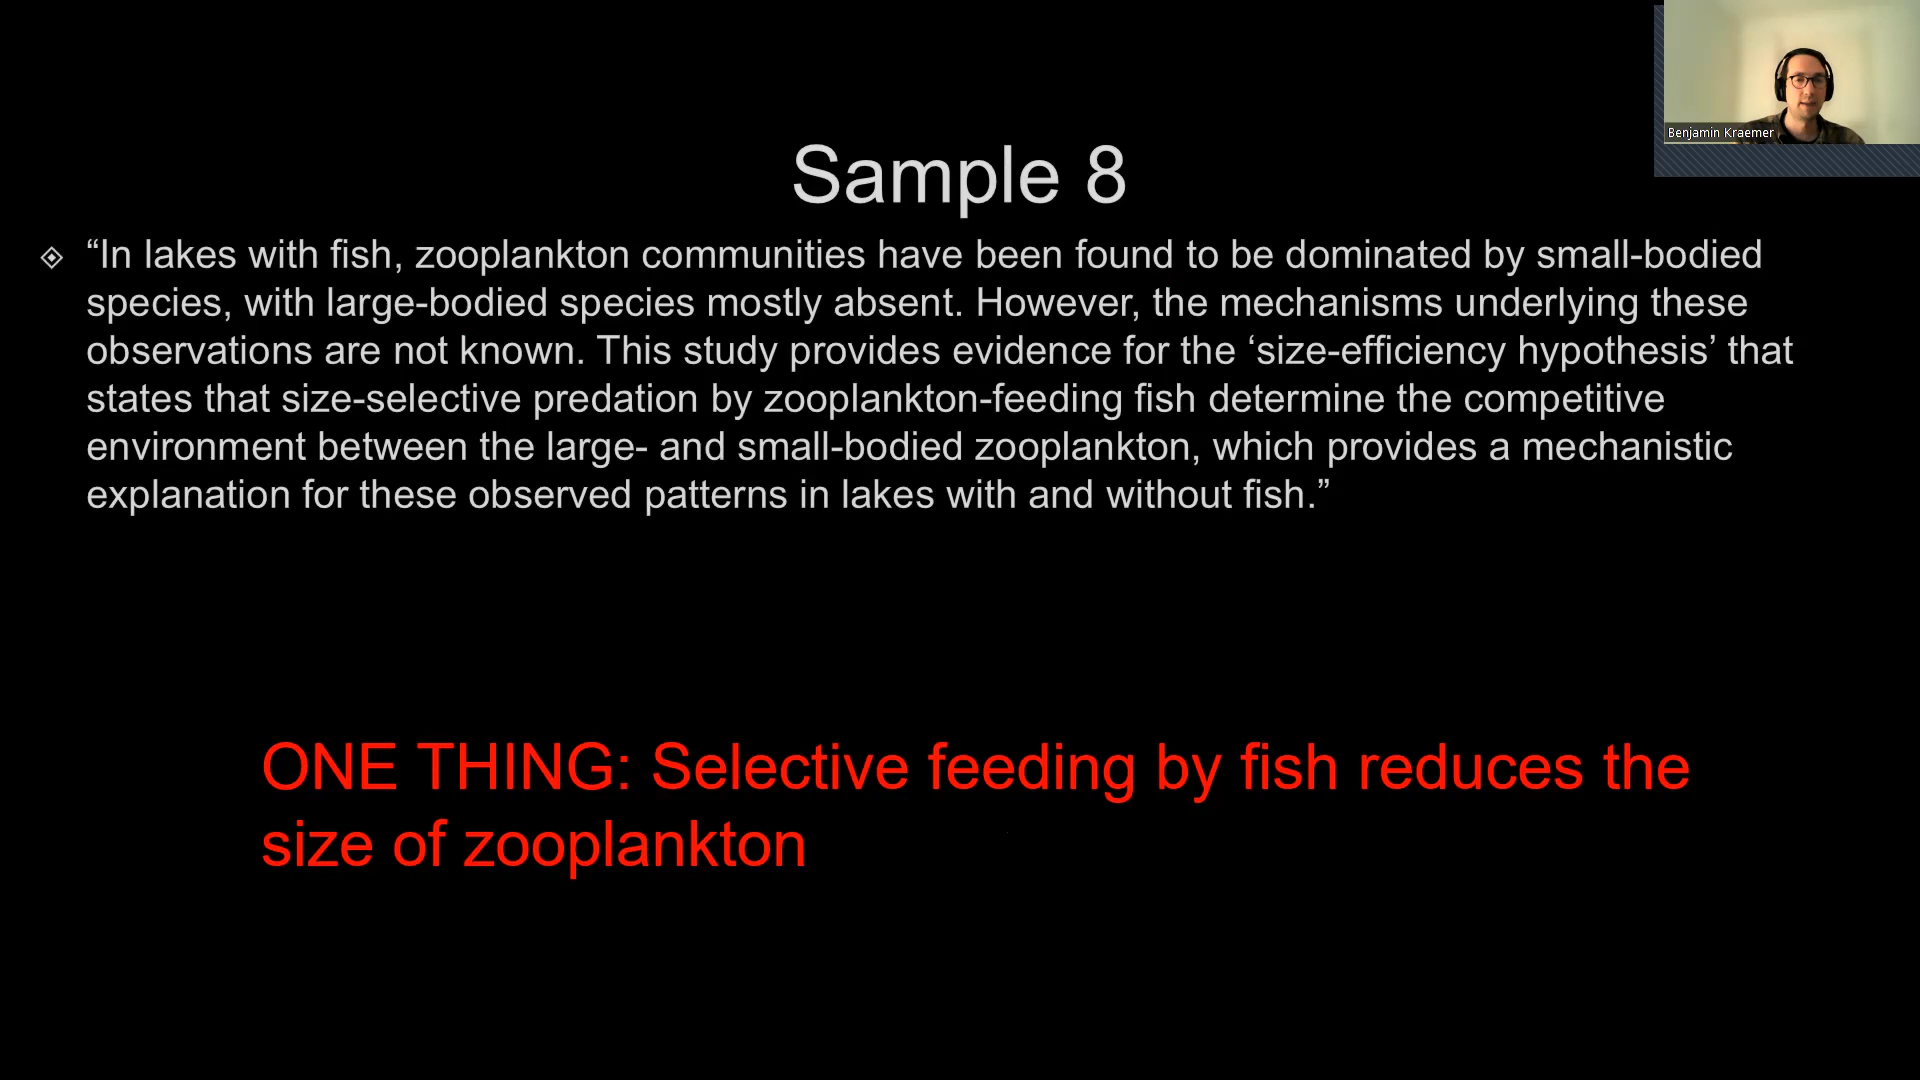 Benjamin Kraemer
Sample 8
“In lakes with fish, zooplankton communities have been found to be dominated by small-bodied
species, with large-bodied species mostly absent. However, the mechanisms underlying these
observations are not known. This study provides evidence for the ‘size-efficiency hypothesis’ that
states that size-selective predation by zooplankton-feeding fish determine the competitive
environment between the large- and small-bodied zooplankton, which provides a mechanistic
explanation for these observed patterns in lakes with and without fish.”
ONE THING: Selective feeding by fish reduces the
size of zooplankton